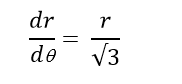 dr/dθ = r/√3